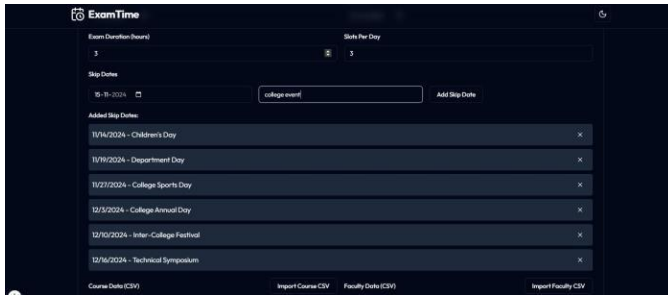 ExamTime
Exam Duration (hours) Slots Per Day
3 3
Skip Dates
15-11-2024 college event Add Skip Date
Added Skip Dates:
11/14/2024 - Children's Day ×
11/19/2024 - Department Day ×
11/27/2024 - College Sports Day ×
12/3/2024 - College Annual Day ×
12/10/2024 - Inter-College Festival ×
12/16/2024 - Technical Symposium ×
Course Data (CSV) Import Course CSV Faculty Data (CSV) Import Faculty CSV